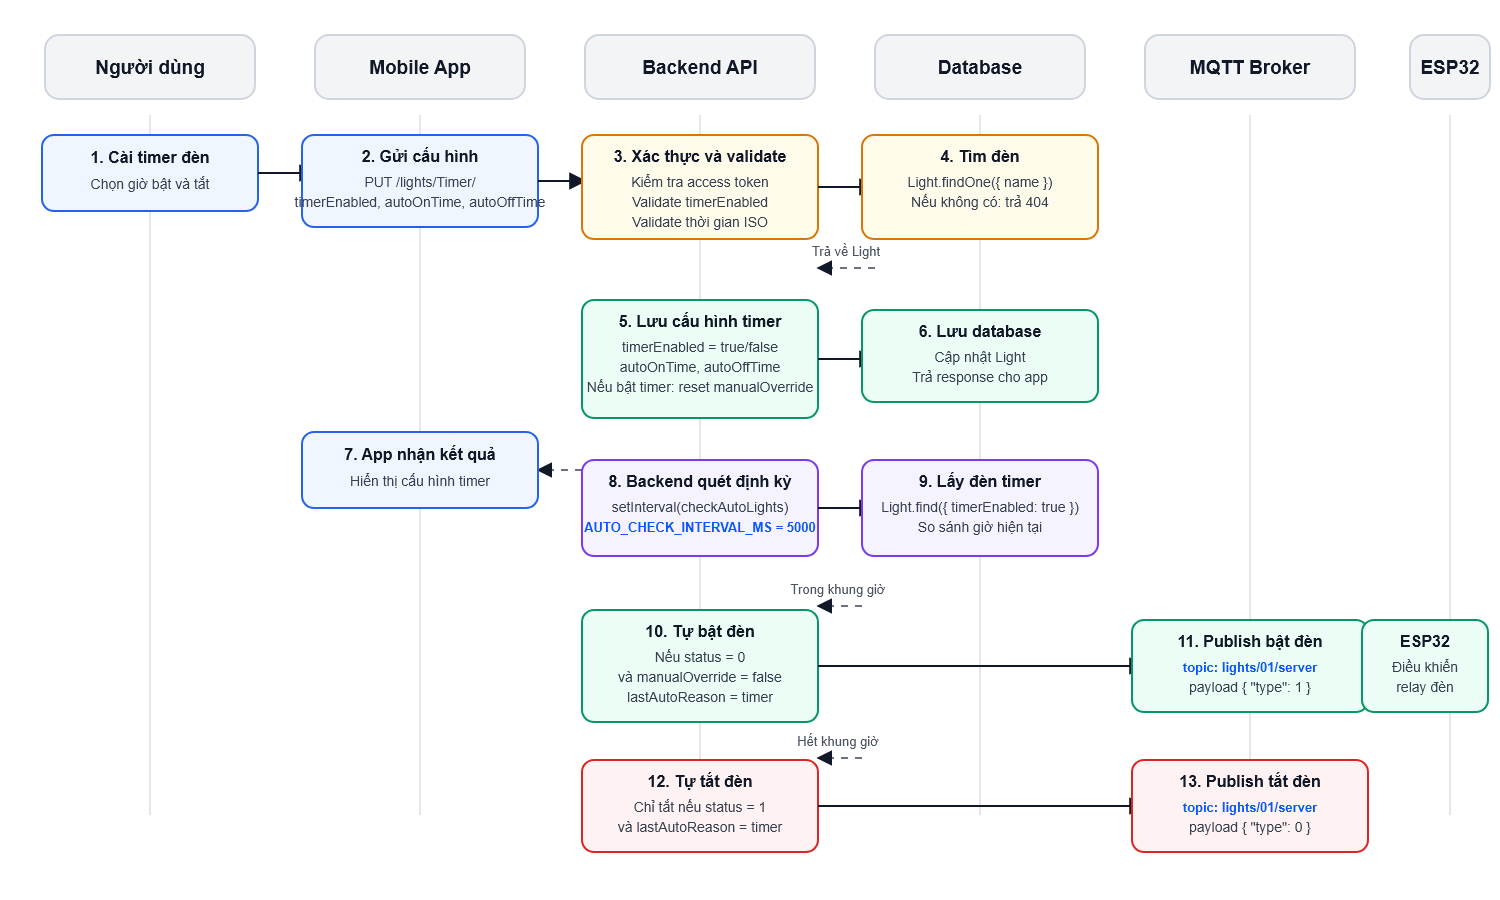 Người dùng
Mobile App
Backend API
Database
MQTT Broker
ESP32
1. Cài timer đèn
Chọn giờ bật và tắt
2. Gửi cấu hình
PUT /lights/Timer/
timerEnabled, autoOnTime, autoOffTime
3. Xác thực và validate
Kiểm tra access token
Validate timerEnabled
Validate thời gian ISO
4. Tìm đèn
Light.findOne({ name })
Nếu không có: trả 404
Trả về Light
5. Lưu cấu hình timer
timerEnabled = true/false
autoOnTime, autoOffTime
Nếu bật timer: reset manualOverride
6. Lưu database
Cập nhật Light
Trả response cho app
7. App nhận kết quả
Hiển thị cấu hình timer
8. Backend quét định kỳ
setInterval(checkAutoLights)
AUTO_CHECK_INTERVAL_MS = 5000
9. Lấy đèn timer
Light.find({ timerEnabled: true })
So sánh giờ hiện tại
Trong khung giờ
10. Tự bật đèn
Nếu status = 0
và manualOverride = false
lastAutoReason = timer
11. Publish bật đèn
topic: lights/01/server
payload { "type": 1 }
ESP32
Điều khiển
relay đèn
Hết khung giờ
12. Tự tắt đèn
Chỉ tắt nếu status = 1
và lastAutoReason = timer
13. Publish tắt đèn
topic: lights/01/server
payload { "type": 0 }